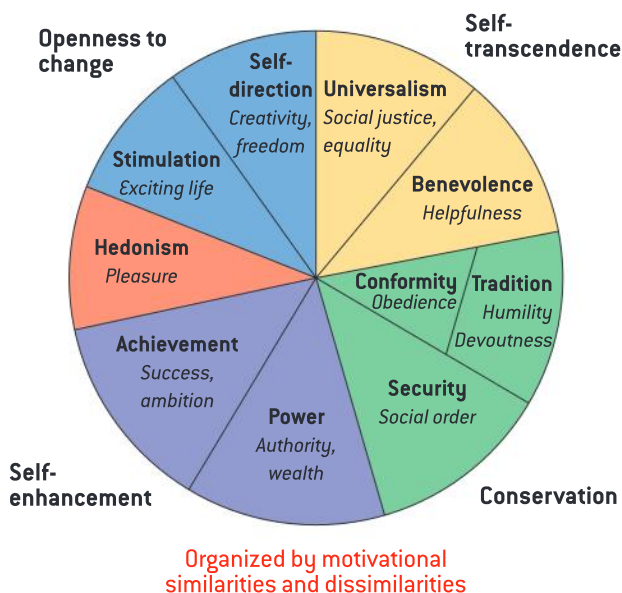 Openness to
change
Self-
transcendence
Self-
direction
Creativity,
freedom
Universalism
Social justice,
equality
Stimulation
Exciting life
Benevolence
Helpfulness
Hedonism
Pleasure
Conformity
Obedience
Tradition
Humility
Devoutness
Achievement
Success,
ambition
Security
Social order
Power
Authority,
wealth
Self-
enhancement
Conservation
Organized by motivational
similarities and dissimilarities